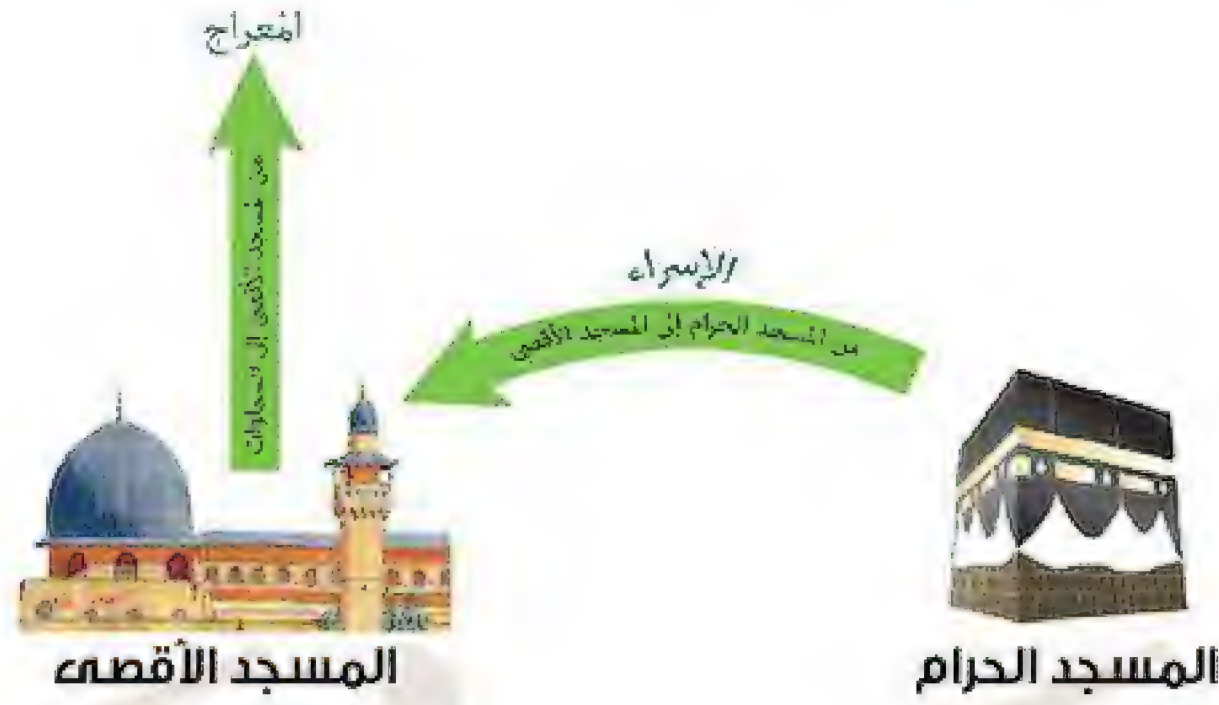 المعراج
من المسجد الأقصى إلى السماوات
الإسراء
من المسجد الحرام إلى المسجد الأقصى
المسجد الأقصى
المسجد الحرام